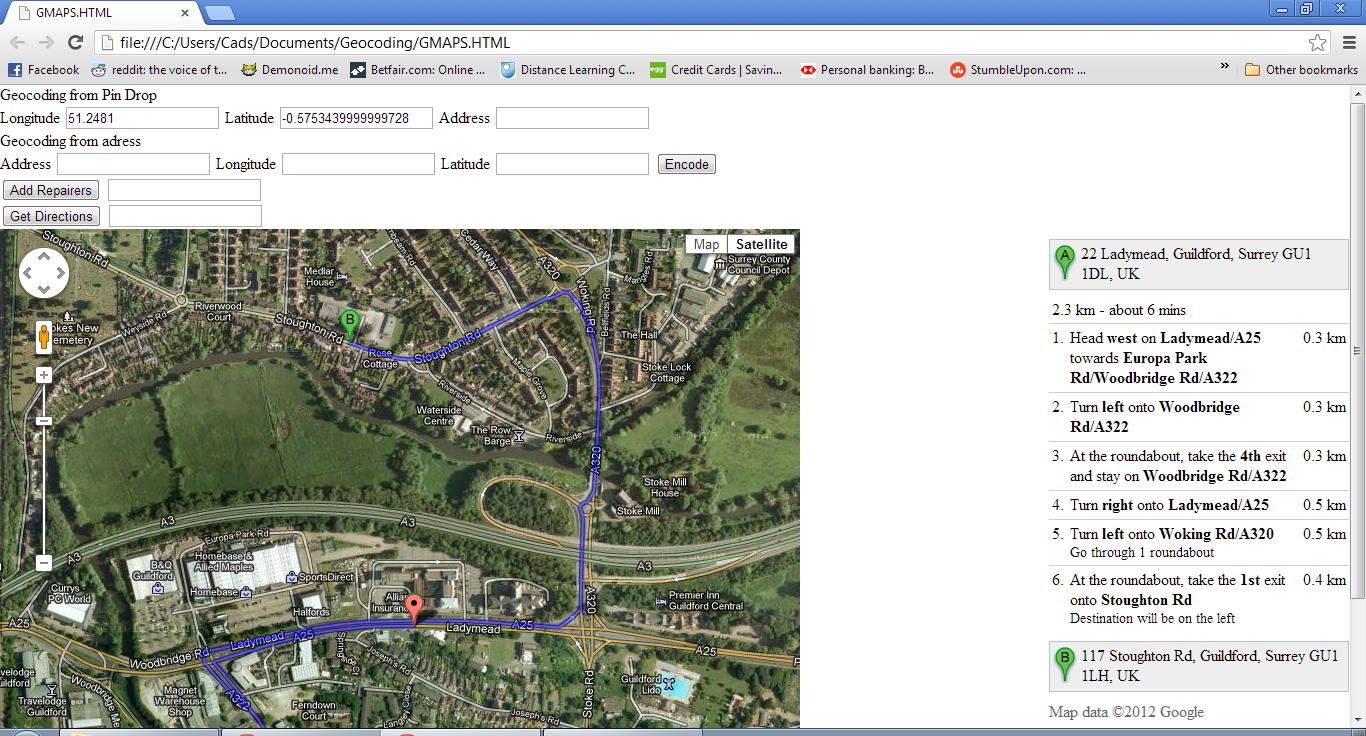 GMAPS.HTML
file:///C:/Users/Cads/Documents/Geocoding/GMAPS.HTML
Facebook reddit: the voice of t... Demonoid.me Betfair.com: Online ... Distance Learning C... Credit Cards | Savin... Personal banking: B... StumbleUpon.com: ... » Other bookmarks
Geocoding from Pin Drop
Longitude 51.2481 Latitude -0.5753439999999728 Address
Geocoding from adress
Address Longitude Latitude Encode
Add Repairers
Get Directions
Map Satellite
Stoughton Rd
Cedar Way
A320
Woking Rd
Mangles Rd
Surrey County
Council Depot
Medlar
House
Bellfields Rd
Riverwood
Court
Weyside Rd
Stoughton Rd
B
Stoughton Rd
Rose
Cottage
The Hall
Stoke Lock
Cottage
Maple Grove
Riverside
Waterside
Centre
The Row
Barge
Riverside
A320
Stoke Mill
House
Stoke Mill
A3
A3
A3
A3
Europa Park Rd
B&Q
Guildford
Homebase &
Allied Maples
Homebase
SportsDirect
Currys
PC World
Halfords
Premier Inn
Guildford Central
A320
A25
Ladymead A25
Ladymead A25
A25
Woodbridge Rd
Joseph's Rd
A322
Magnet
Warehouse
Shop
Travelodge
Guildford
Ferndown
Court
Langley Close
Joseph's Rd
Stoke Rd
Guildford
Lido
A 22 Ladymead, Guildford, Surrey GU1
1DL, UK
2.3 km - about 6 mins
1. Head west on Ladymead/A25 0.3 km
towards Europa Park
Rd/Woodbridge Rd/A322
2. Turn left onto Woodbridge 0.3 km
Rd/A322
3. At the roundabout, take the 4th exit 0.3 km
and stay on Woodbridge Rd/A322
4. Turn right onto Ladymead/A25 0.5 km
5. Turn left onto Woking Rd/A320 0.5 km
Go through 1 roundabout
6. At the roundabout, take the 1st exit 0.4 km
onto Stoughton Rd
Destination will be on the left
B 117 Stoughton Rd, Guildford, Surrey GU1
1LH, UK
Map data ©2012 Google